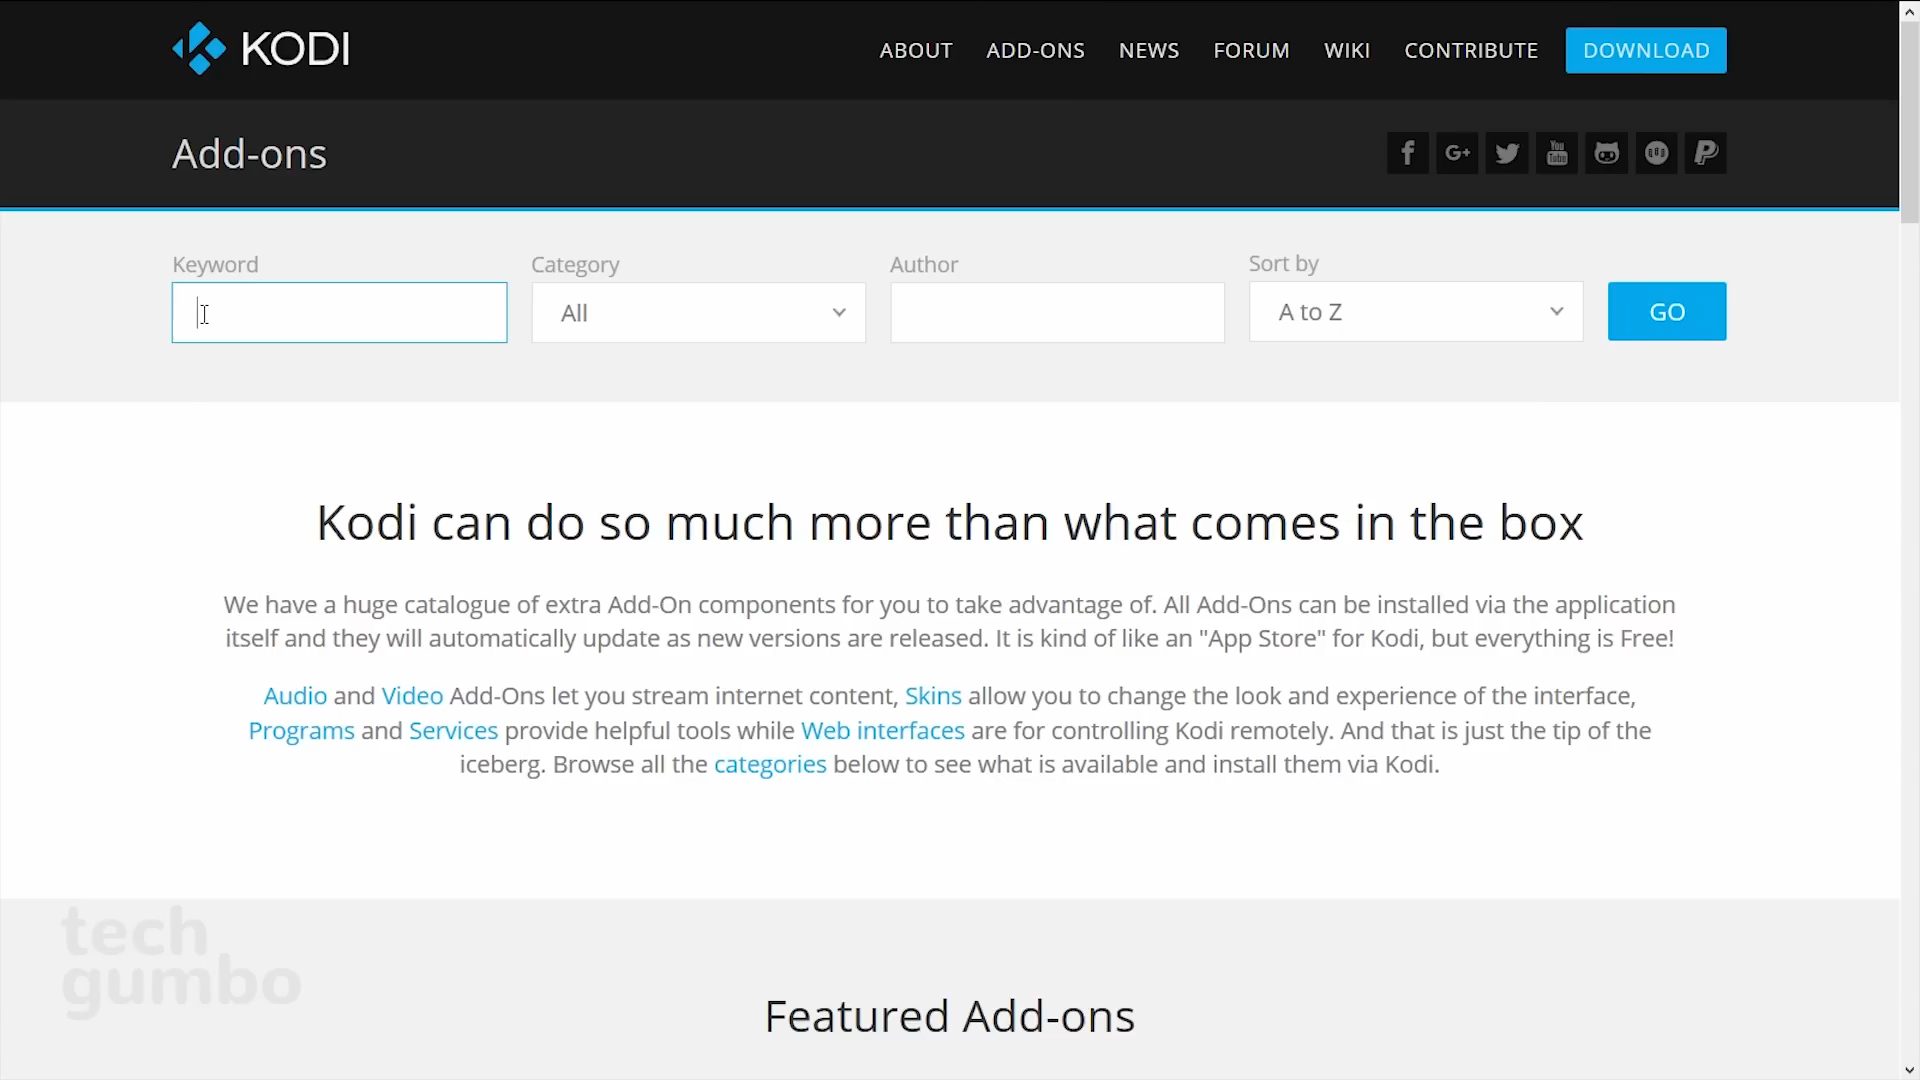 KODI
ABOUT ADD-ONS NEWS FORUM WIKI CONTRIBUTE DOWNLOAD
Add-ons
G+ You Tube
Keyword Category Author Sort by
All A to Z GO
Kodi can do so much more than what comes in the box
We have a huge catalogue of extra Add-On components for you to take advantage of. All Add-Ons can be installed via the application
itself and they will automatically update as new versions are released. It is kind of like an "App Store" for Kodi, but everything is Free!
Audio and Video Add-Ons let you stream internet content, Skins allow you to change the look and experience of the interface,
Programs and Services provide helpful tools while Web interfaces are for controlling Kodi remotely. And that is just the tip of the
iceberg. Browse all the categories below to see what is available and install them via Kodi.
tech
gumbo
Featured Add-ons